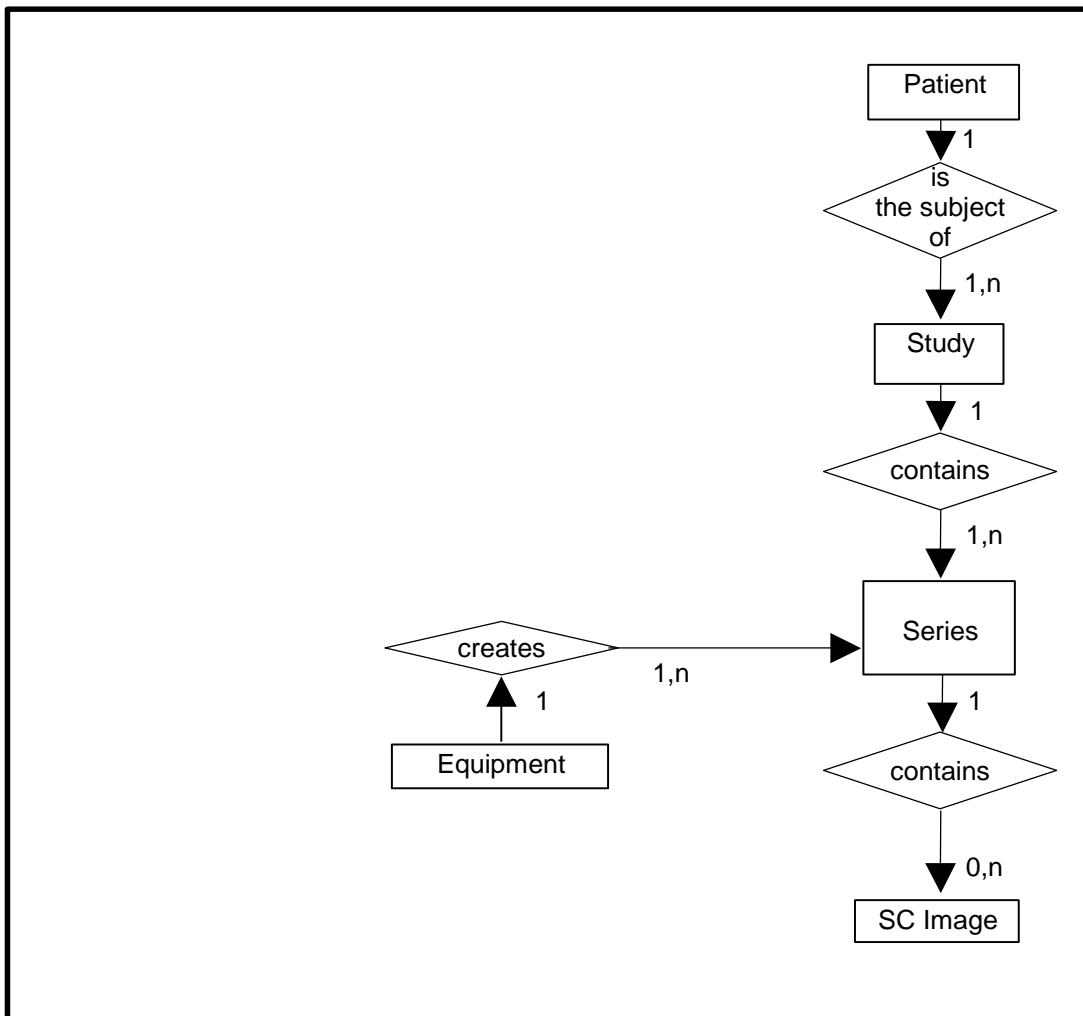 Patient
1
is
the subject
of
1,n
Study
1
contains
1,n
Series
creates
1,n
1
1
Equipment
contains
0,n
SC Image